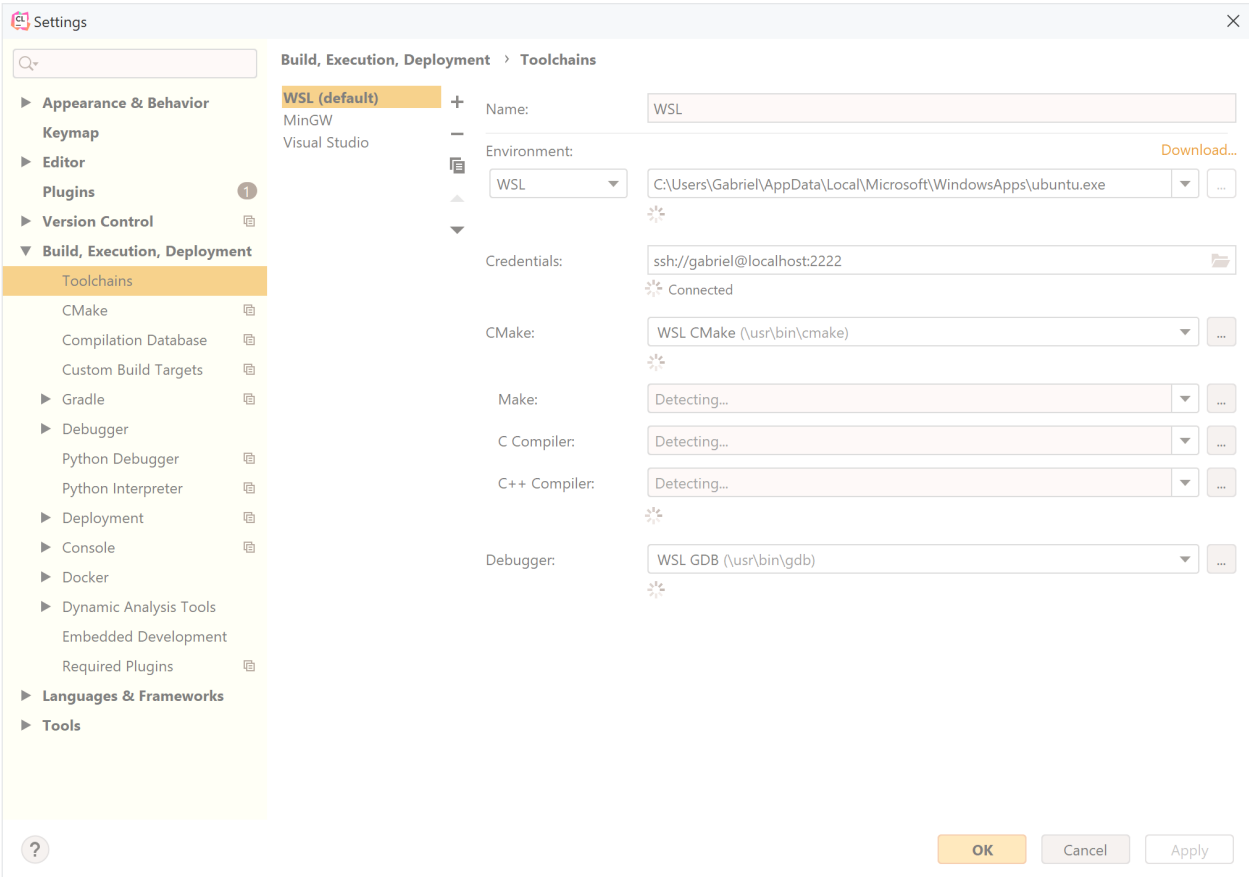 CL Settings
Appearance & Behavior
Keymap
Editor
Plugins 1
Version Control
Build, Execution, Deployment
Toolchains
CMake
Compilation Database
Custom Build Targets
Gradle
Debugger
Python Debugger
Python Interpreter
Deployment
Console
Docker
Dynamic Analysis Tools
Embedded Development
Required Plugins
Languages & Frameworks
Tools
Build, Execution, Deployment › Toolchains
WSL (default)
MinGW
Visual Studio
Name: WSL
Environment: Download...
WSL C:\Users\Gabriel\AppData\Local\Microsoft\WindowsApps\ubuntu.exe ...
Credentials: ssh://gabriel@localhost:2222
Connected
CMake: WSL CMake (\usr\bin\cmake) ...
Make: Detecting... ...
C Compiler: Detecting... ...
C++ Compiler: Detecting... ...
Debugger: WSL GDB (\usr\bin\gdb) ...
? OK Cancel Apply